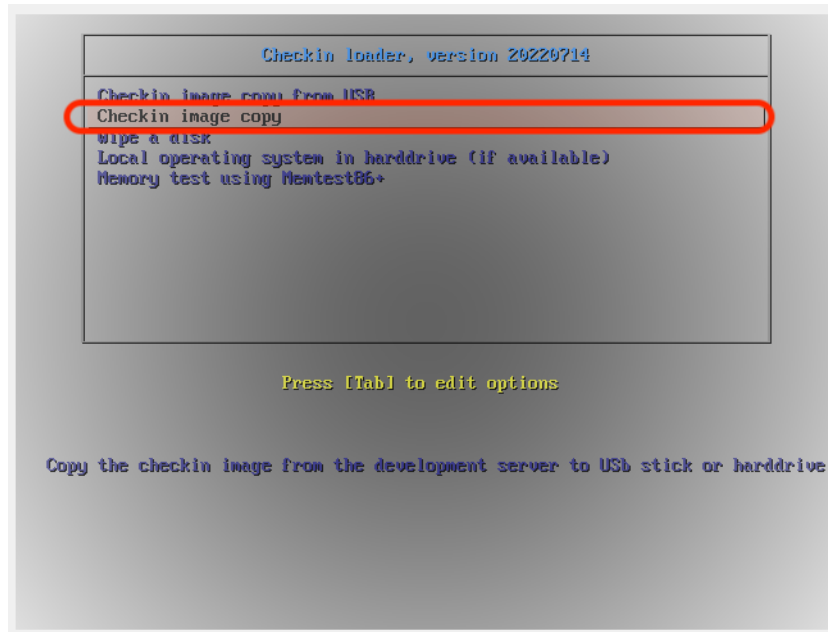 Checkin loader, version 20220714
Checkin image copy from USB
Checkin image copy
Wipe a disk
Local operating system in harddrive (if available)
Memory test using Memtest86+
Press [Tab] to edit options
Copy the checkin image from the development server to USb stick or harddrive